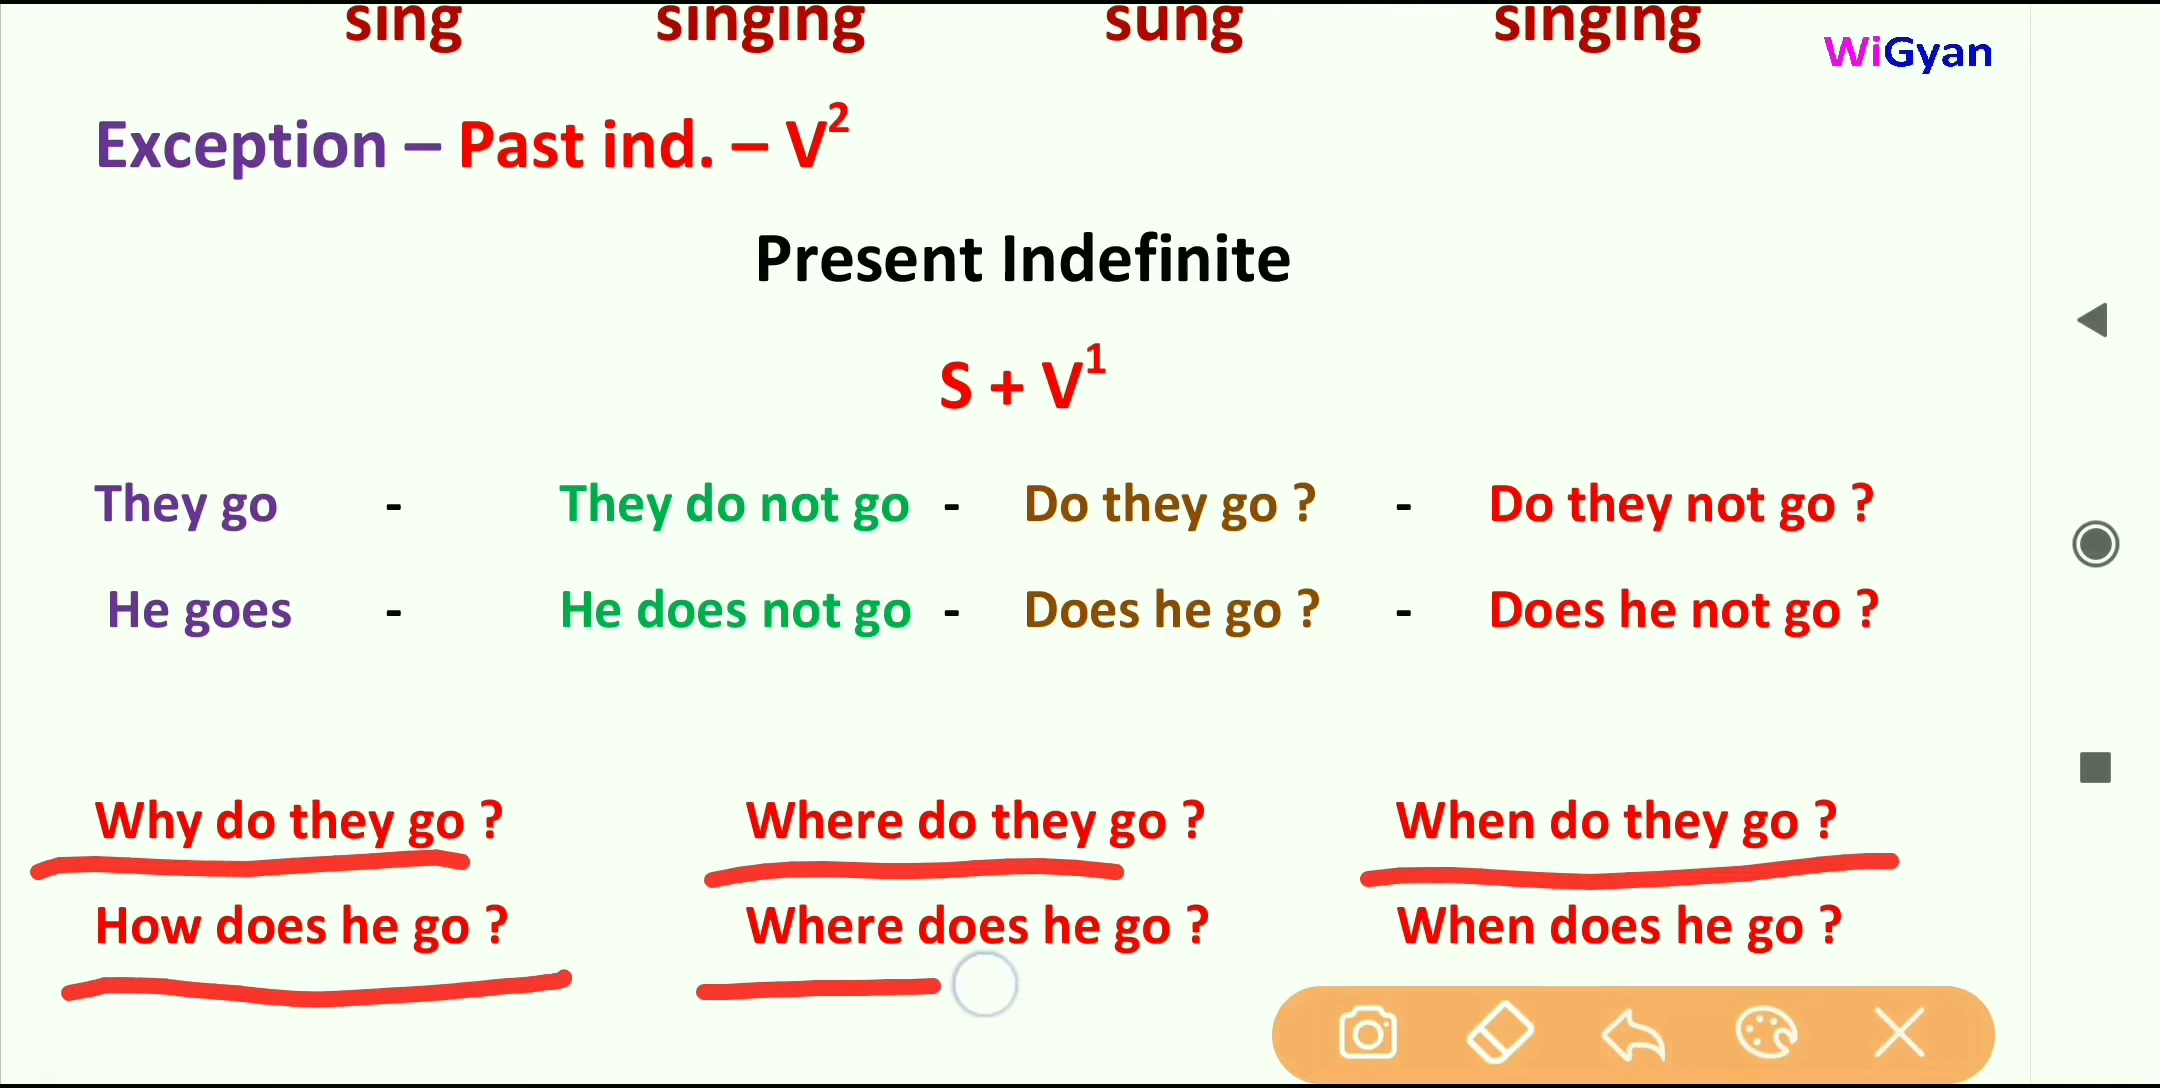 sing singing sung singing
WiGyan
Exception – Past ind. – V²
Present Indefinite
S + V¹
They go - They do not go - Do they go ? - Do they not go ?
He goes - He does not go - Does he go ? - Does he not go ?
Why do they go ? Where do they go ? When do they go ?
How does he go ? Where does he go ? When does he go ?